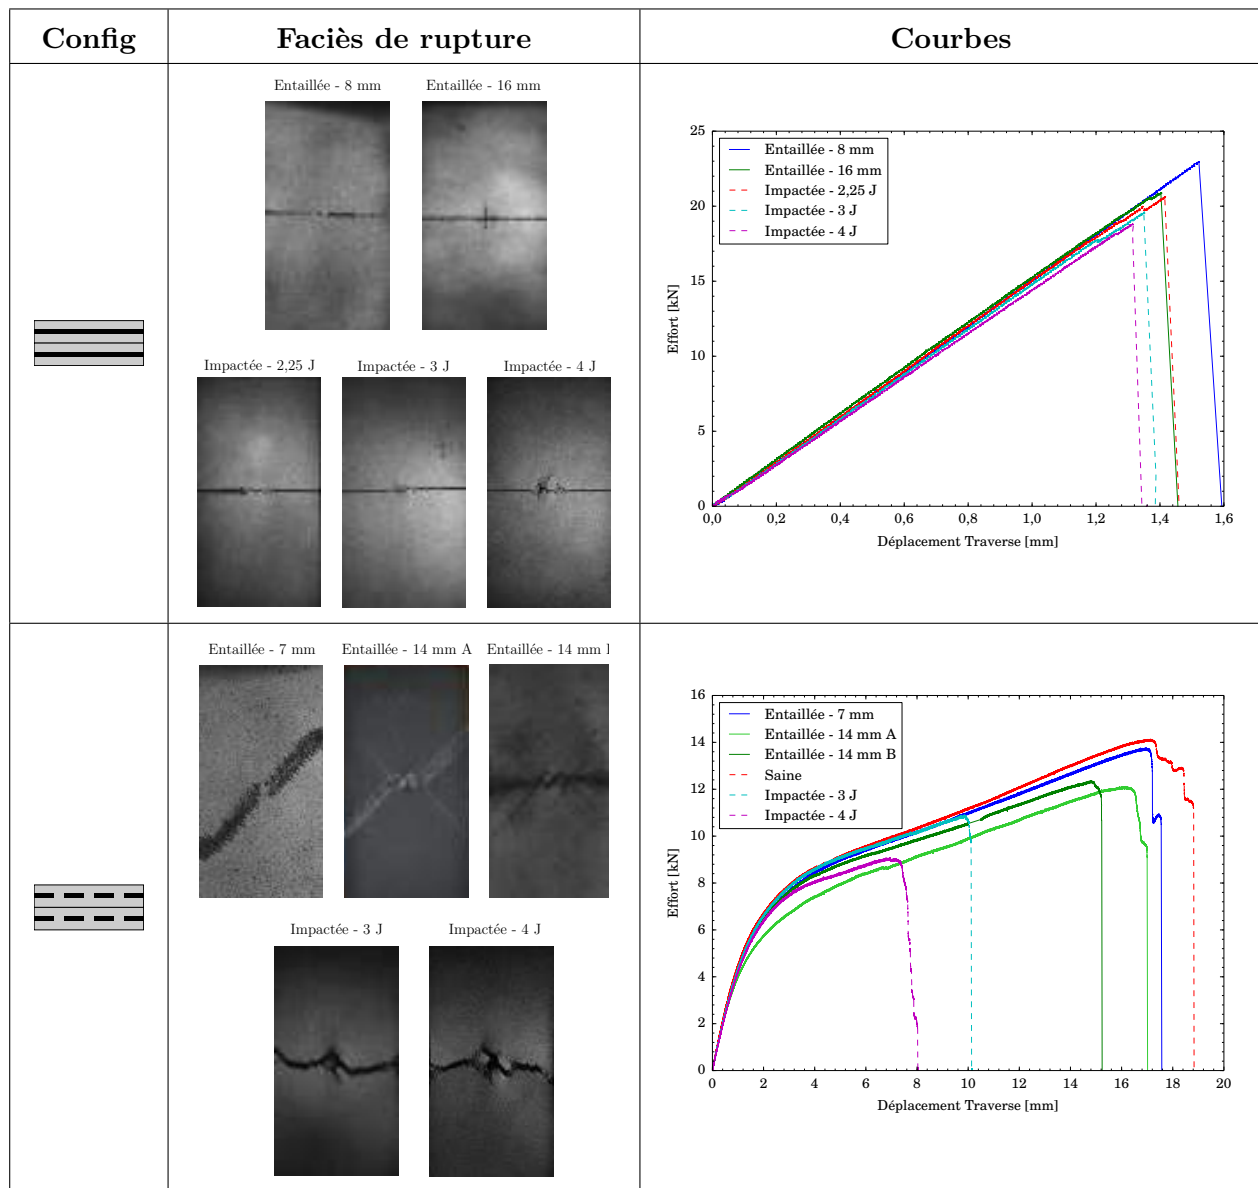 Config
Faciès de rupture
Courbes
Entaillée - 8 mm
Entaillée - 16 mm
Impactée - 2,25 J
Impactée - 3 J
Impactée - 4 J
25
20
15
10
5
0
0,0
0,2
0,4
0,6
0,8
1,0
1,2
1,4
1,6
Effort [kN]
Déplacement Traverse [mm]
Entaillée - 8 mm
Entaillée - 16 mm
Impactée - 2,25 J
Impactée - 3 J
Impactée - 4 J
Entaillée - 7 mm
Entaillée - 14 mm A
Entaillée - 14 mm
Impactée - 3 J
Impactée - 4 J
16
14
12
10
8
6
4
2
0
0
2
4
6
8
10
12
14
16
18
20
Effort [kN]
Déplacement Traverse [mm]
Entaillée - 7 mm
Entaillée - 14 mm A
Entaillée - 14 mm B
Saine
Impactée - 3 J
Impactée - 4 J